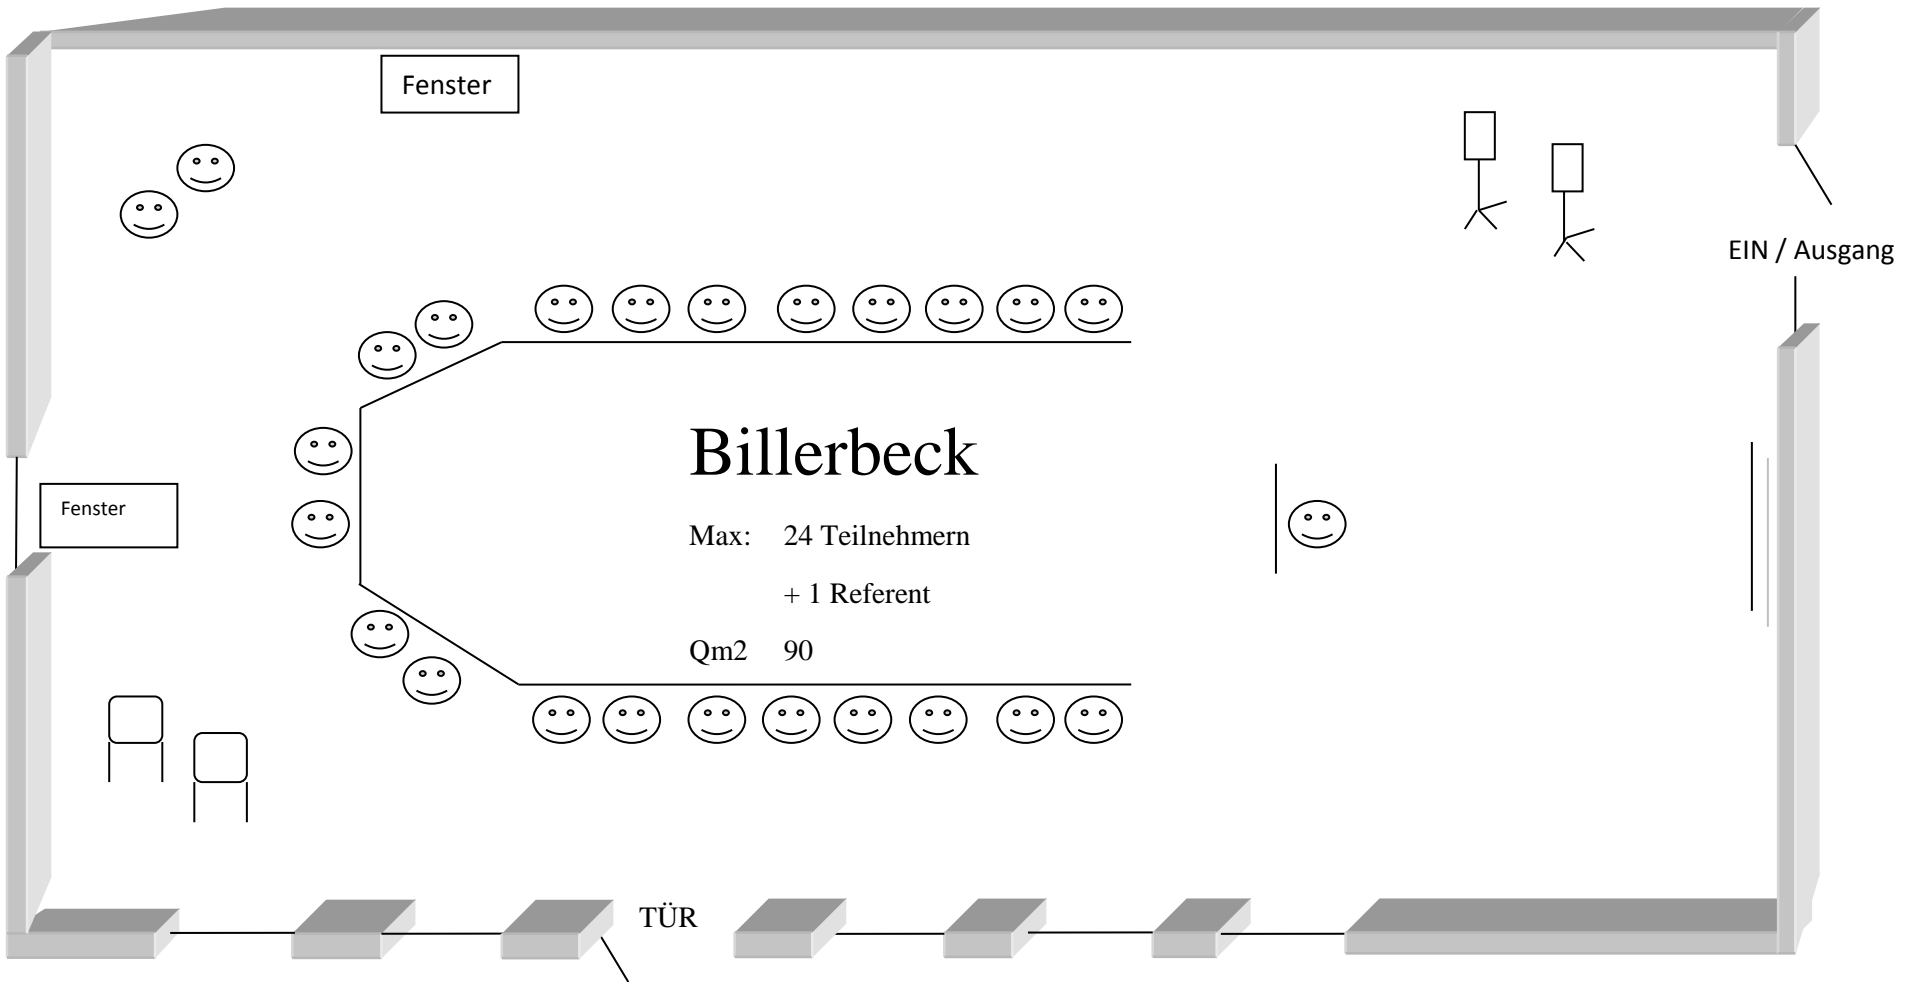 Fenster
EIN / Ausgang
Billerbeck
Fenster
Max: 24 Teilnehmern
+ 1 Referent
Qm2 90
TÜR